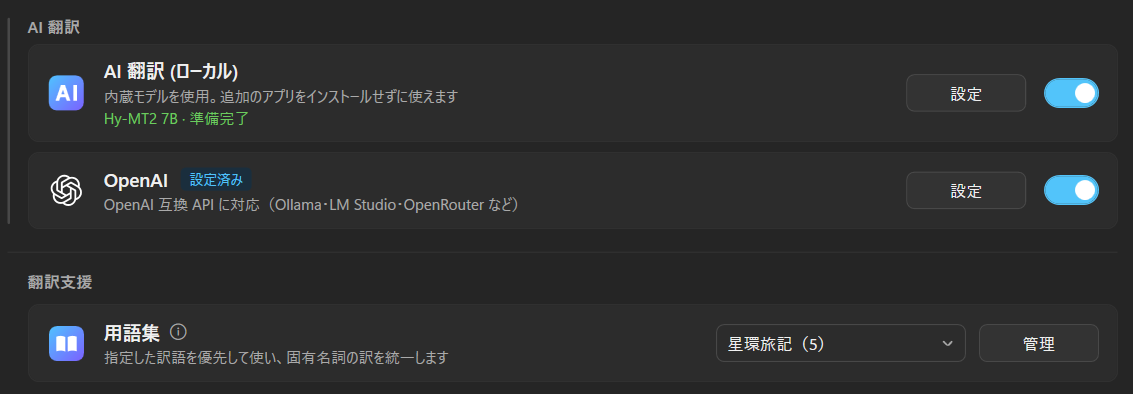 AI 翻訳
AI
AI 翻訳 (ローカル)
内蔵モデルを使用。追加のアプリをインストールせずに使えます
Hy-MT2 7B · 準備完了
設定
OpenAI 設定済み
OpenAI 互換 API に対応（Ollama･LM Studio･OpenRouter など）
設定
翻訳支援
用語集
指定した訳語を優先して使い、固有名詞の訳を統一します
星環旅記（5）
管理